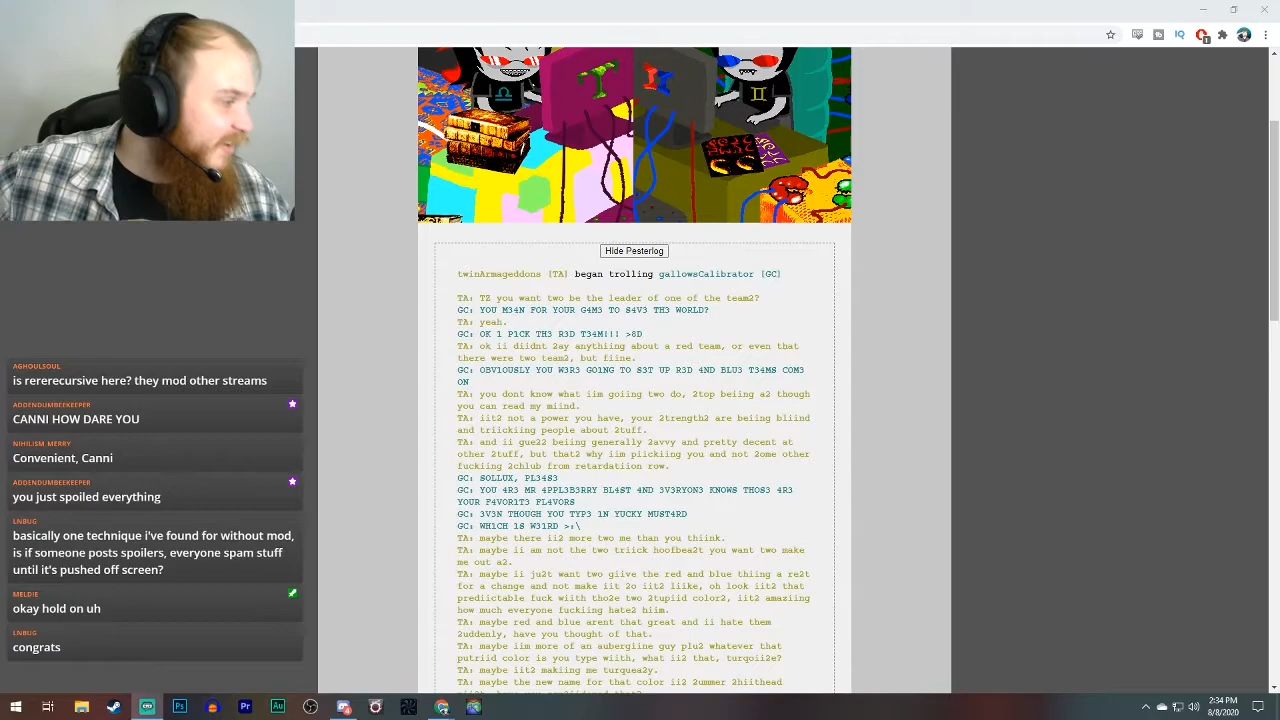 Hide Pesterlog
twinArmageddons [TA] began trolling gallowsCalibrator [GC]
TA: TZ you want two be the leader of one of the team2?
GC: YOU M34N FOR YOUR G4M3 TO S4V3 TH3 WORLD?
TA: yeah.
GC: OK 1 P1CK TH3 R3D T34M!!! >8D
TA: ok ii diidnt 2ay anythiing about a red team, or even that
there were two team2, but fiine.
GC: OBV1OUSLY YOU W3R3 GO1NG TO S3T UP R3D 4ND BLU3 T34MS COM3
ON
TA: you dont know what iim goiing two do, 2top beiing a2 though
you can read my miind.
TA: iit2 not a power you have, your 2trength2 are beiing bliind
and triickiing people about 2tuff.
TA: and ii gue22 beiing generally 2avvy and pretty decent at
other 2tuff, but that2 why iim piickiing you and not 2ome other
fuckiing 2chlub from retardatiion row.
GC: SOLLUX, PL34S3
GC: YOU 4R3 MR 4PPL3B3RRY BL4ST 4ND 3V3RYON3 KNOWS THOS3 4R3
YOUR F4VOR1T3 FL4VORS
GC: 3V3N THOUGH YOU TYP3 1N YUCKY MUST4RD
GC: WH1CH 1S W31RD >:\
TA: maybe there ii2 more two me than you thiink.
TA: maybe ii am not the two triick hoofbea2t you want two make
me out a2.
TA: maybe ii ju2t want two giive the red and blue thiing a re2t
for a change and not make iit 2o iit2 liike, oh look iit2 that
prediictable fuck wiith tho2e two 2tupiid color2, iit2 amaziing
how much everyone fuckiing hate2 hiim.
TA: maybe red and blue arent that great and ii hate them
2uddenly, have you thought of that.
TA: maybe iim more of an aubergiine guy plu2 whatever that
putriid color is you type wiith, what ii2 that, turqoii2e?
TA: maybe iit2 makiing me turquea2y.
TA: maybe the new name for that color ii2 2ummer 2hiithead
AGHOULSOUL
is rerecursive here? they mod other streams
ADDENDUMBEEKEEPER
CANNI HOW DARE YOU
NIHILISM MERRY
Convenient, Canni
ADDENDUMBEEKEEPER
you just spoiled everything
LNBUG
basically one technique i've found for without mod,
is if someone posts spoilers, everyone spam stuff
until it's pushed off screen?
MELDIE
okay hold on uh
LNBUG
congrats
2:34 PM
8/8/2020